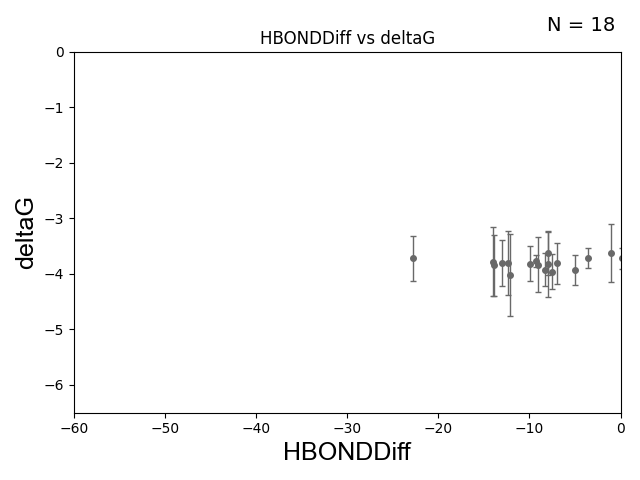 N = 18
HBONDDiff vs deltaG
0
−1
−2
−3
−4
−5
−6
deltaG
−60 −50 −40 −30 −20 −10 0
HBONDDiff